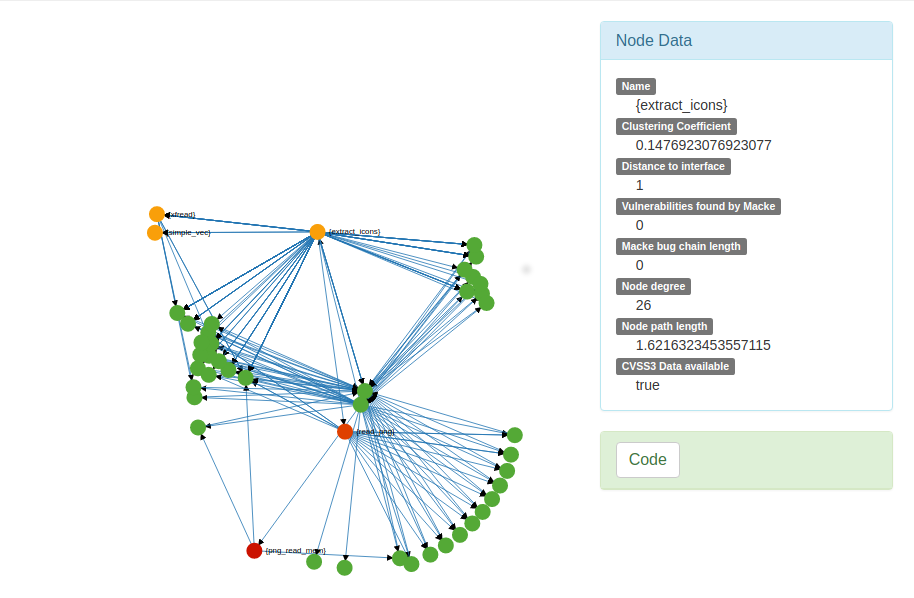 Node Data
Name
{extract_icons}
Clustering Coefficient
0.1476923076923077
Distance to interface
1
Vulnerabilities found by Macke
0
Macke bug chain length
0
Node degree
26
Node path length
1.6216323453557115
CVSS3 Data available
true
Code
{xfread}
{simple_vec}
{extract_icons}
{read_png}
{png_read_mem}